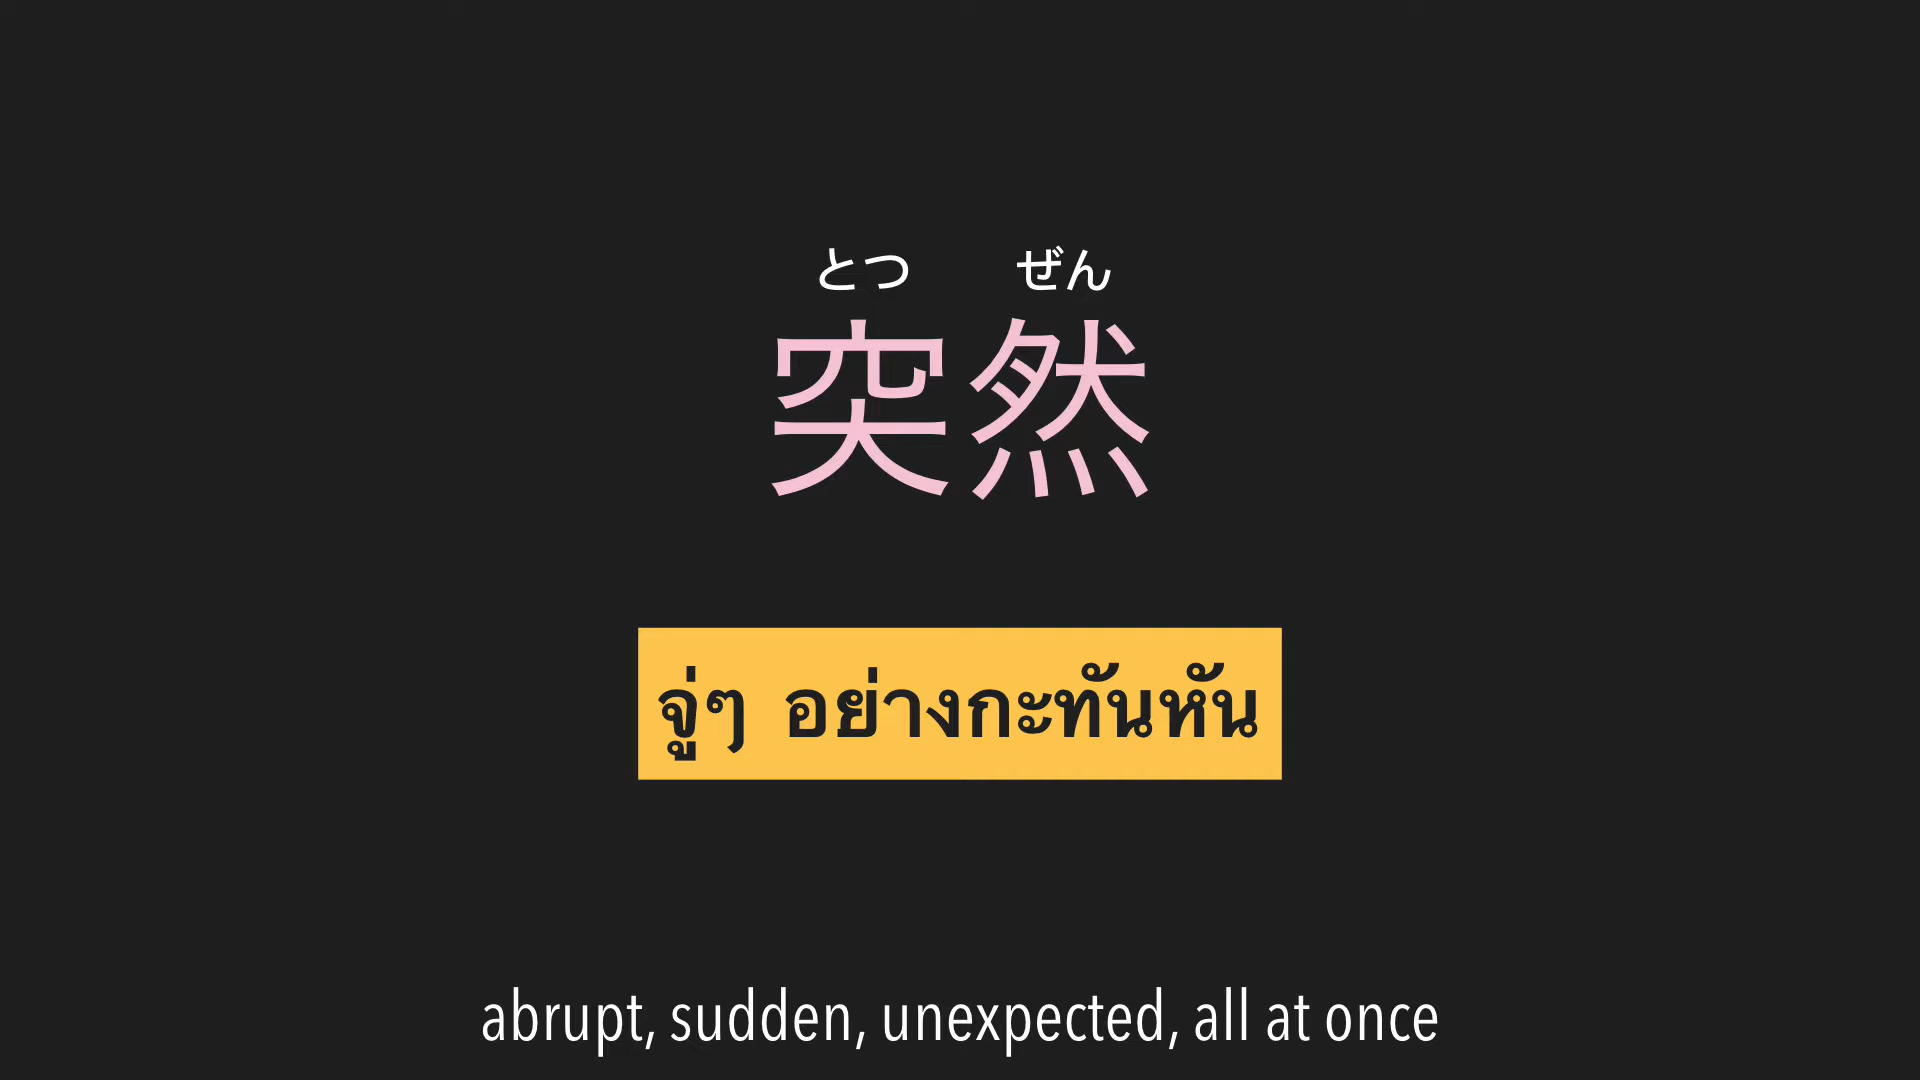 とつ ぜん
突然
จู่ๆ อย่างกะทันหัน
abrupt, sudden, unexpected, all at once